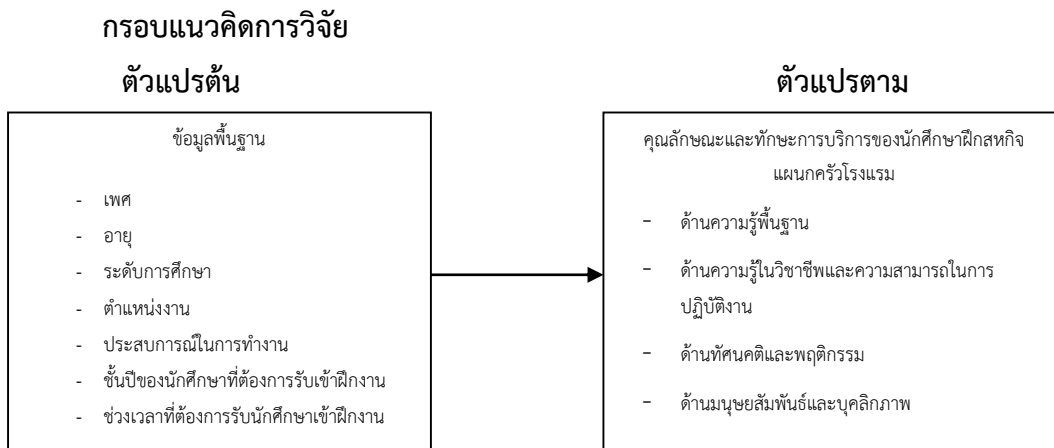 กรอบแนวคิดการวิจัย
ตัวแปรต้น
ข้อมูลพื้นฐาน
- เพศ
- อายุ
- ระดับการศึกษา
- ตำแหน่งงาน
- ประสบการณ์ในการทำงาน
- ชั้นปีของนักศึกษาที่ต้องการรับเข้าฝึกงาน
- ช่วงเวลาที่ต้องการรับนักศึกษาเข้าฝึกงาน
ตัวแปรตาม
คุณลักษณะและทักษะการบริการของนักศึกษาฝึกสหกิจ
แผนกครัวโรงแรม
- ด้านความรู้พื้นฐาน
- ด้านความรู้ในวิชาชีพและความสามารถในการ
ปฏิบัติงาน
- ด้านทัศนคติและพฤติกรรม
- ด้านมนุษยสัมพันธ์และบุคลิกภาพ